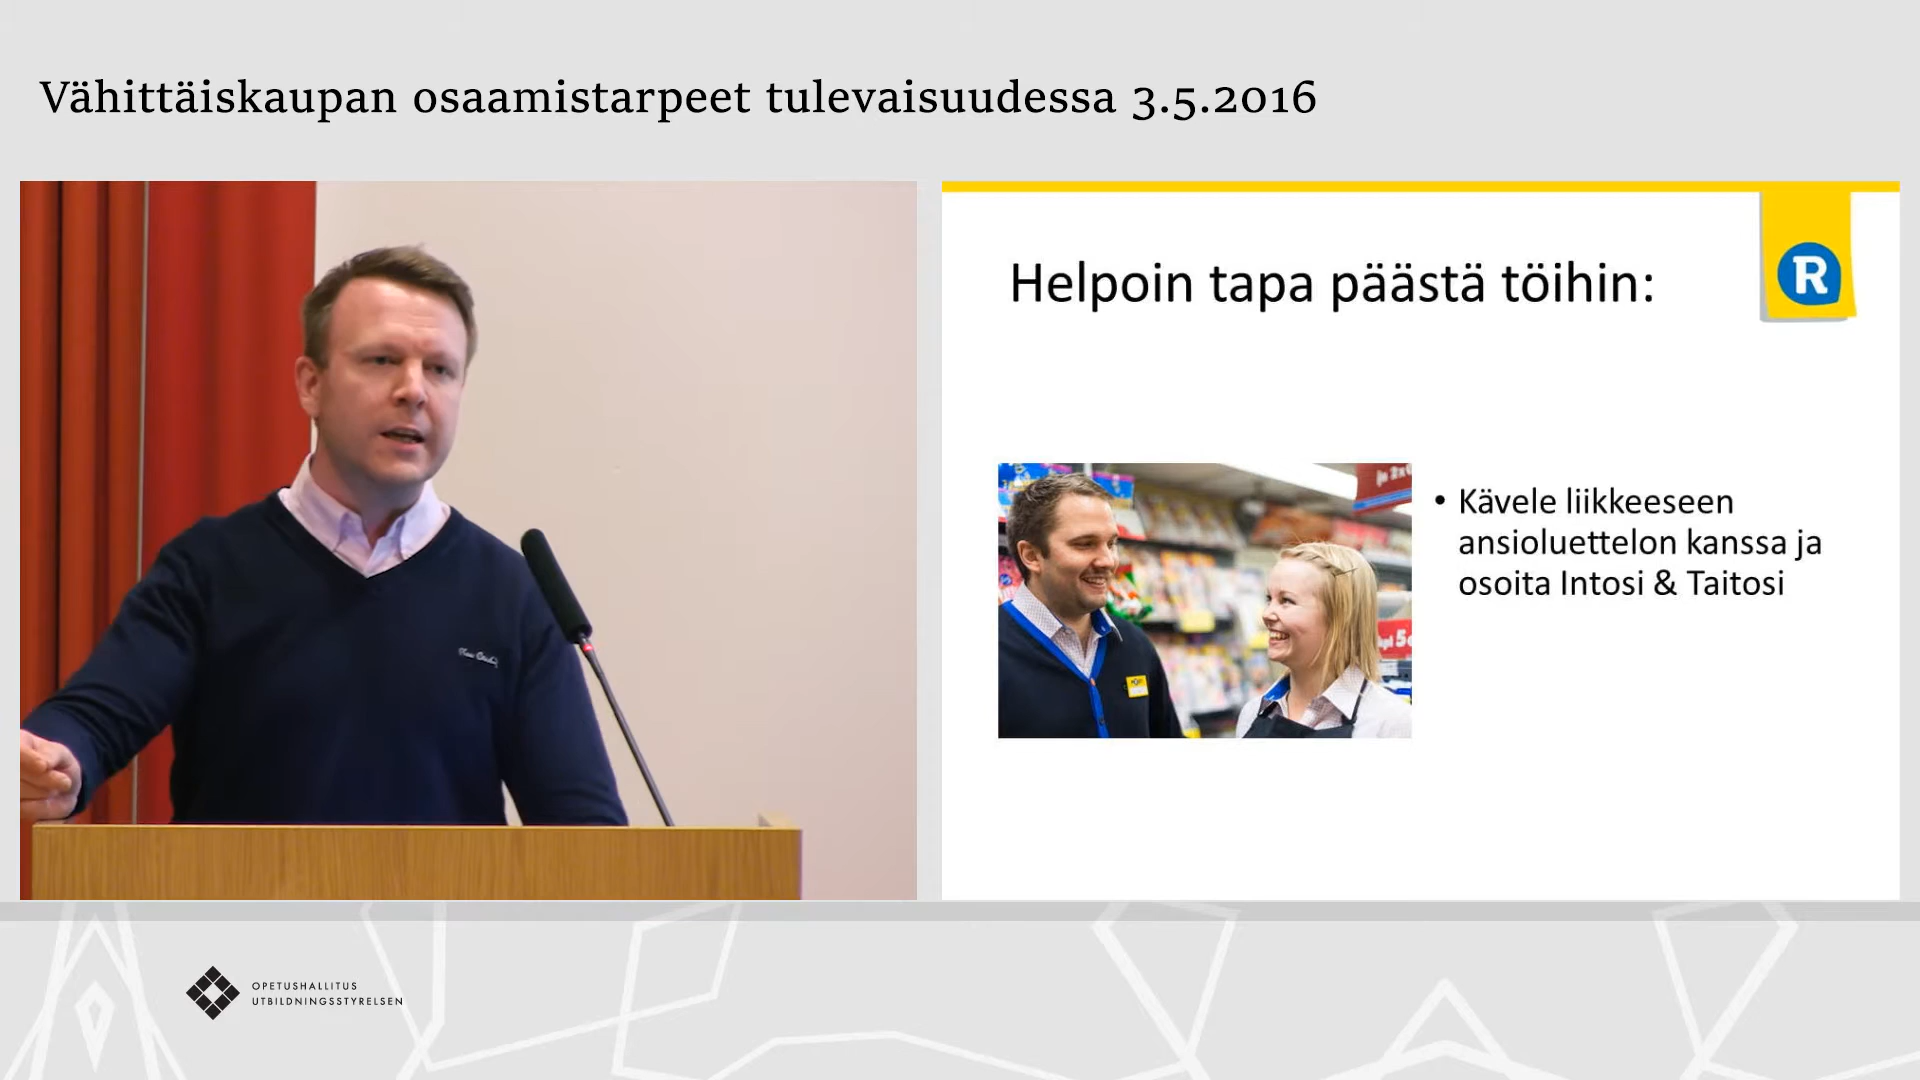 Vähittäiskaupan osaamistarpeet tulevaisuudessa 3.5.2016
Helpoin tapa päästä töihin:
R
• Kävele liikkeeseen
ansioluettelon kanssa ja
osoita Intosi & Taitosi
OPETUSHALLITUS
UTBILDNINGSSTYRELSEN